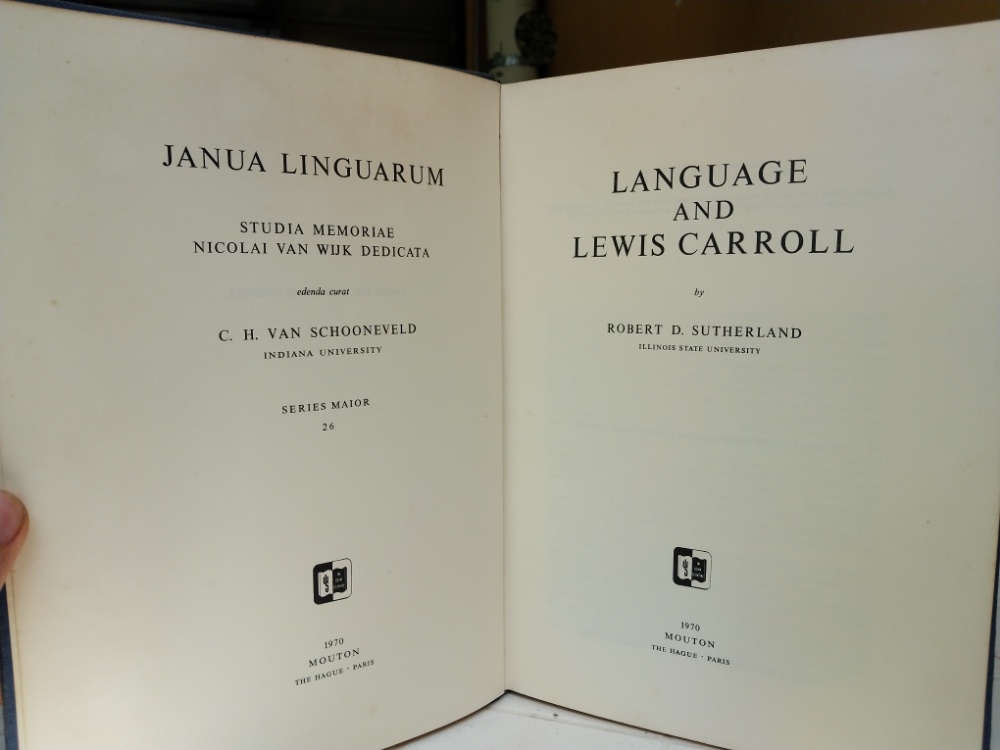 JANUA LINGUARUM
STUDIA MEMORIAE
NICOLAI VAN WIJK DEDICATA
edenda curat
C. H. VAN SCHOONEVELD
INDIANA UNIVERSITY
SERIES MAIOR
26
1970
MOUTON
THE HAGUE · PARIS
LANGUAGE
AND
LEWIS CARROLL
by
ROBERT D. SUTHERLAND
ILLINOIS STATE UNIVERSITY
1970
MOUTON
THE HAGUE · PARIS